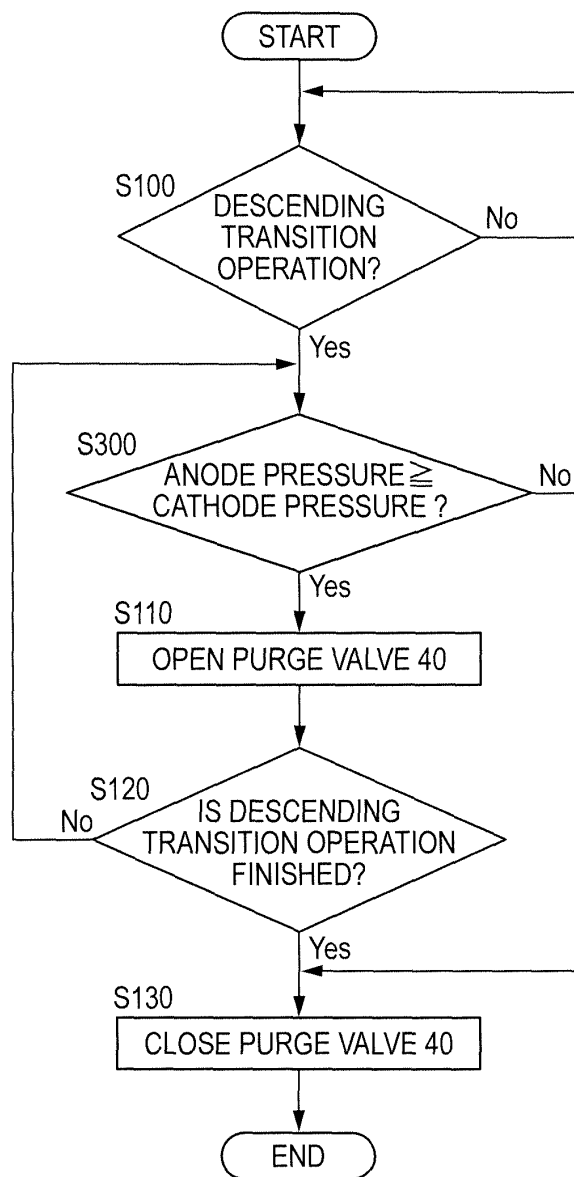 START
S100
DESCENDING
TRANSITION
OPERATION?
No
Yes
S300
ANODE PRESSURE ≧
CATHODE PRESSURE ?
No
Yes
S110
OPEN PURGE VALVE 40
S120
IS DESCENDING
TRANSITION OPERATION
FINISHED?
No
Yes
S130
CLOSE PURGE VALVE 40
END